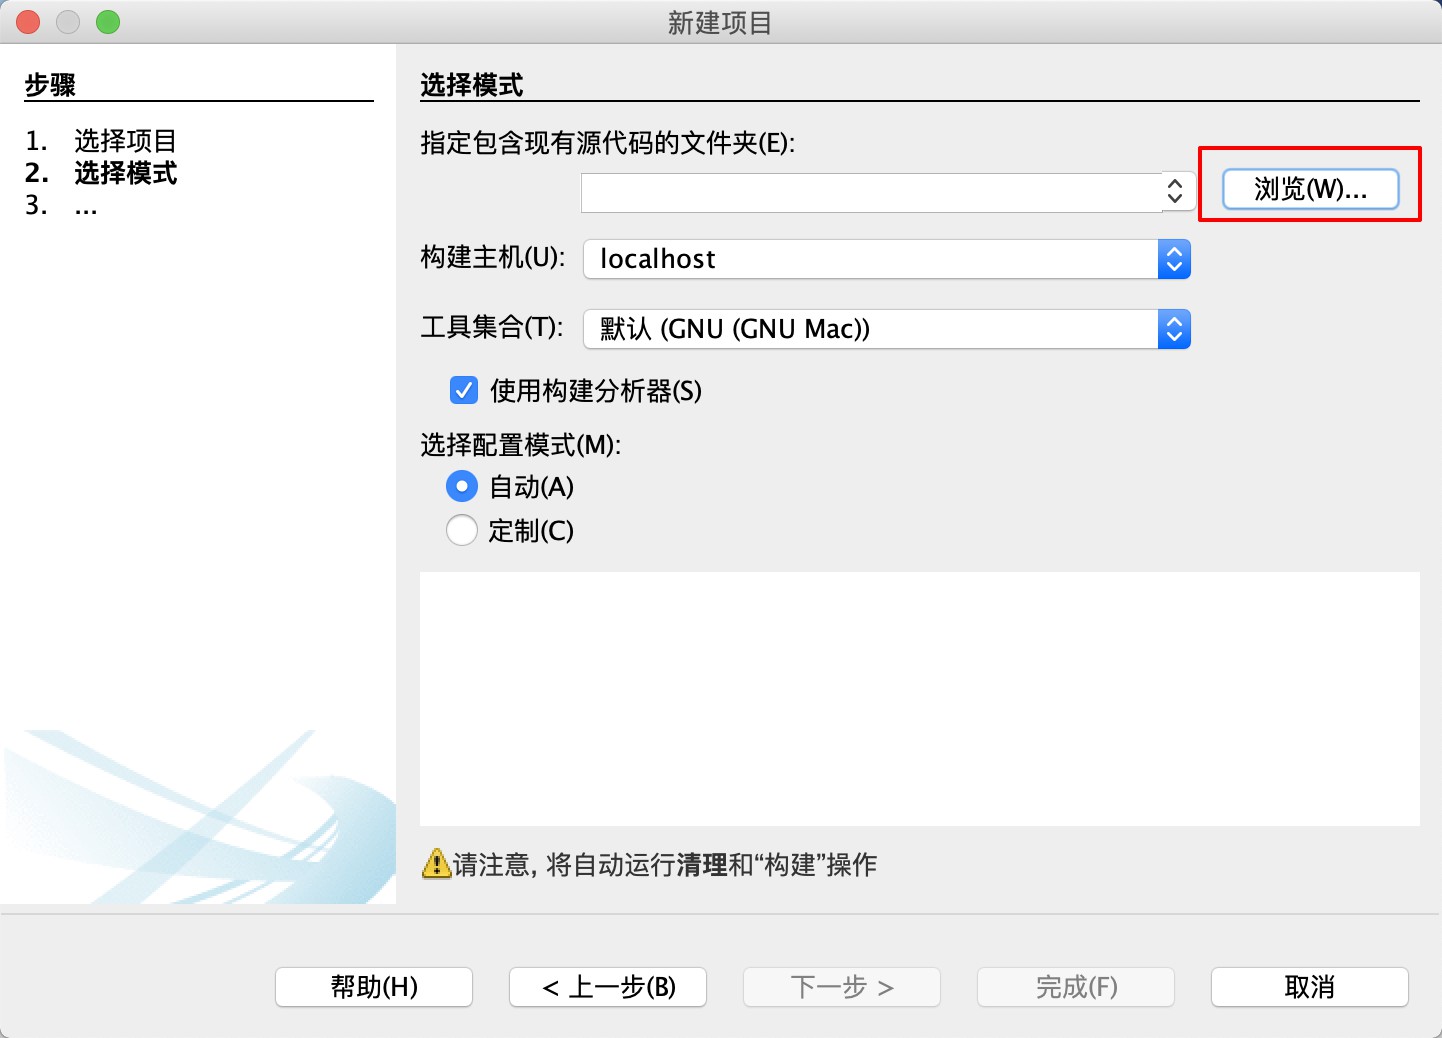 新建项目
步骤
1. 选择项目
2. 选择模式
3. ...
选择模式
指定包含现有源代码的文件夹(E):
浏览(W)...
构建主机(U): localhost
工具集合(T): 默认 (GNU (GNU Mac))
使用构建分析器(S)
选择配置模式(M):
自动(A)
定制(C)
请注意, 将自动运行清理和“构建”操作
帮助(H) < 上一步(B) 下一步 > 完成(F) 取消